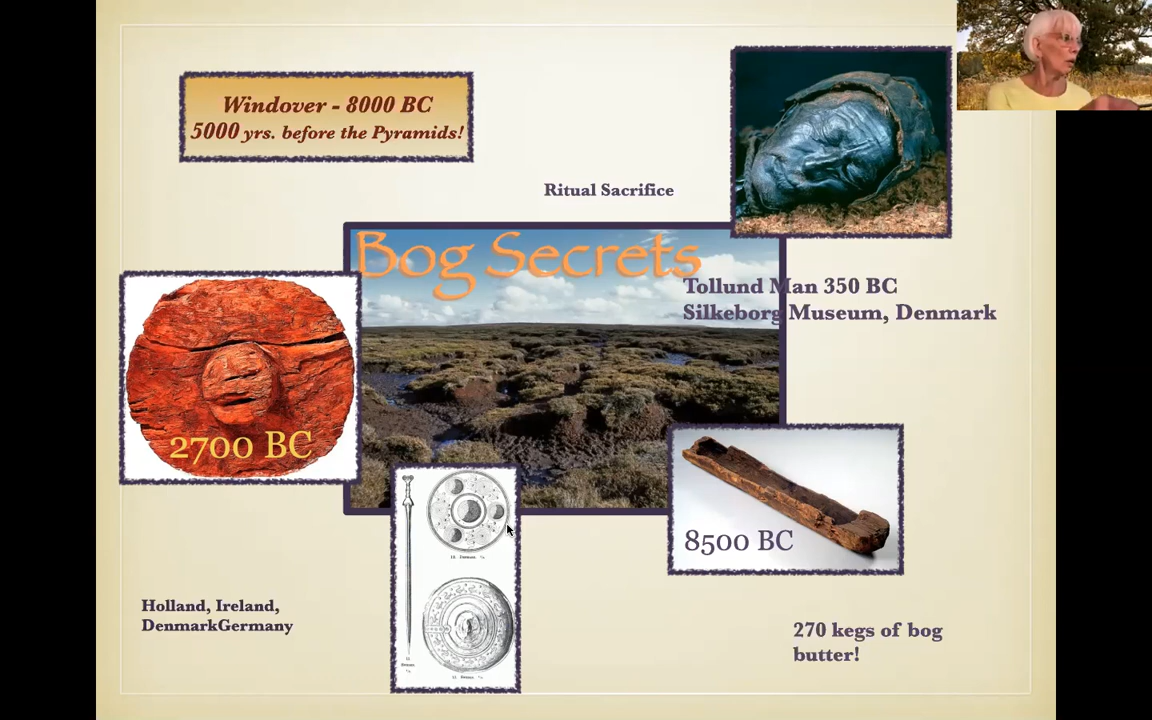 Windover - 8000 BC
5000 yrs. before the Pyramids!
Ritual Sacrifice
Bog Secrets
Tollund Man 350 BC
Silkeborg Museum, Denmark
2700 BC
8500 BC
Holland, Ireland,
DenmarkGermany
270 kegs of bog
butter!